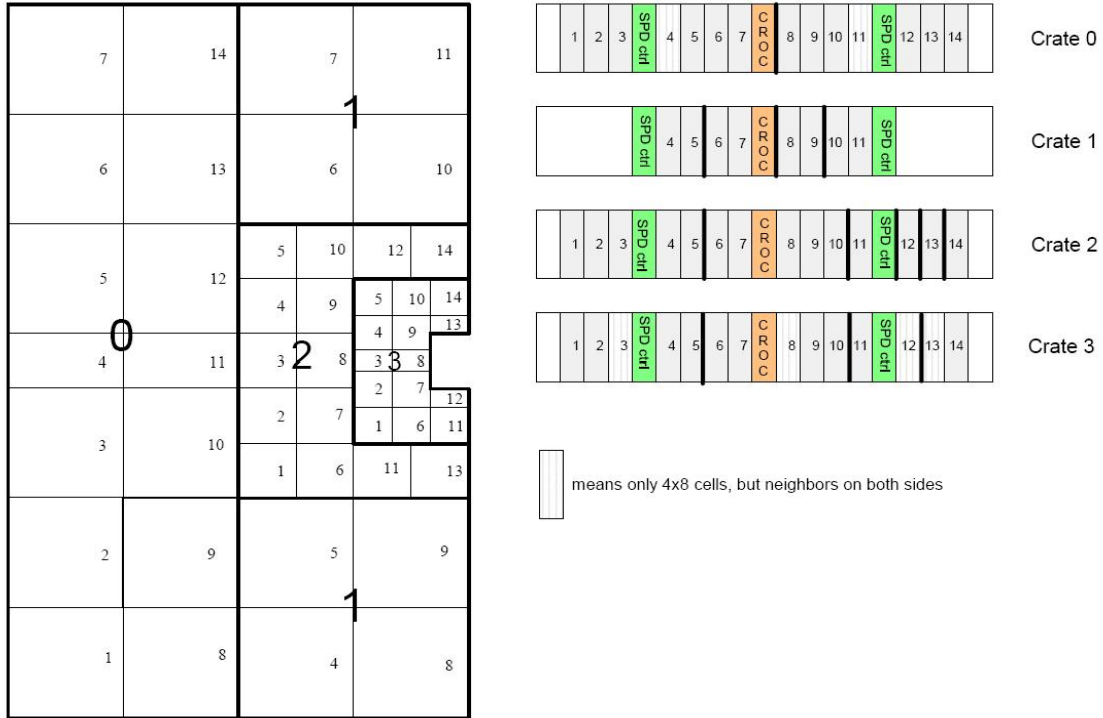 7 14 7 11
1
6 13 6 10
5 12 5 10 12 14
4 9 5 10 14
13
4 9
0 2 3
4 11 3 8 3 8
2 7
12
2 7
3 10 1 6 11
1 6 11 13
2 9 5 9
1
1 8 4 8
1 2 3 SPD ctrl 4 5 6 7 CROC 8 9 10 11 SPD ctrl 12 13 14 Crate 0
SPD ctrl 4 5 6 7 CROC 8 9 10 11 SPD ctrl Crate 1
1 2 3 SPD ctrl 4 5 6 7 CROC 8 9 10 11 SPD ctrl 12 13 14 Crate 2
1 2 3 SPD ctrl 4 5 6 7 CROC 8 9 10 11 SPD ctrl 12 13 14 Crate 3
means only 4x8 cells, but neighbors on both sides